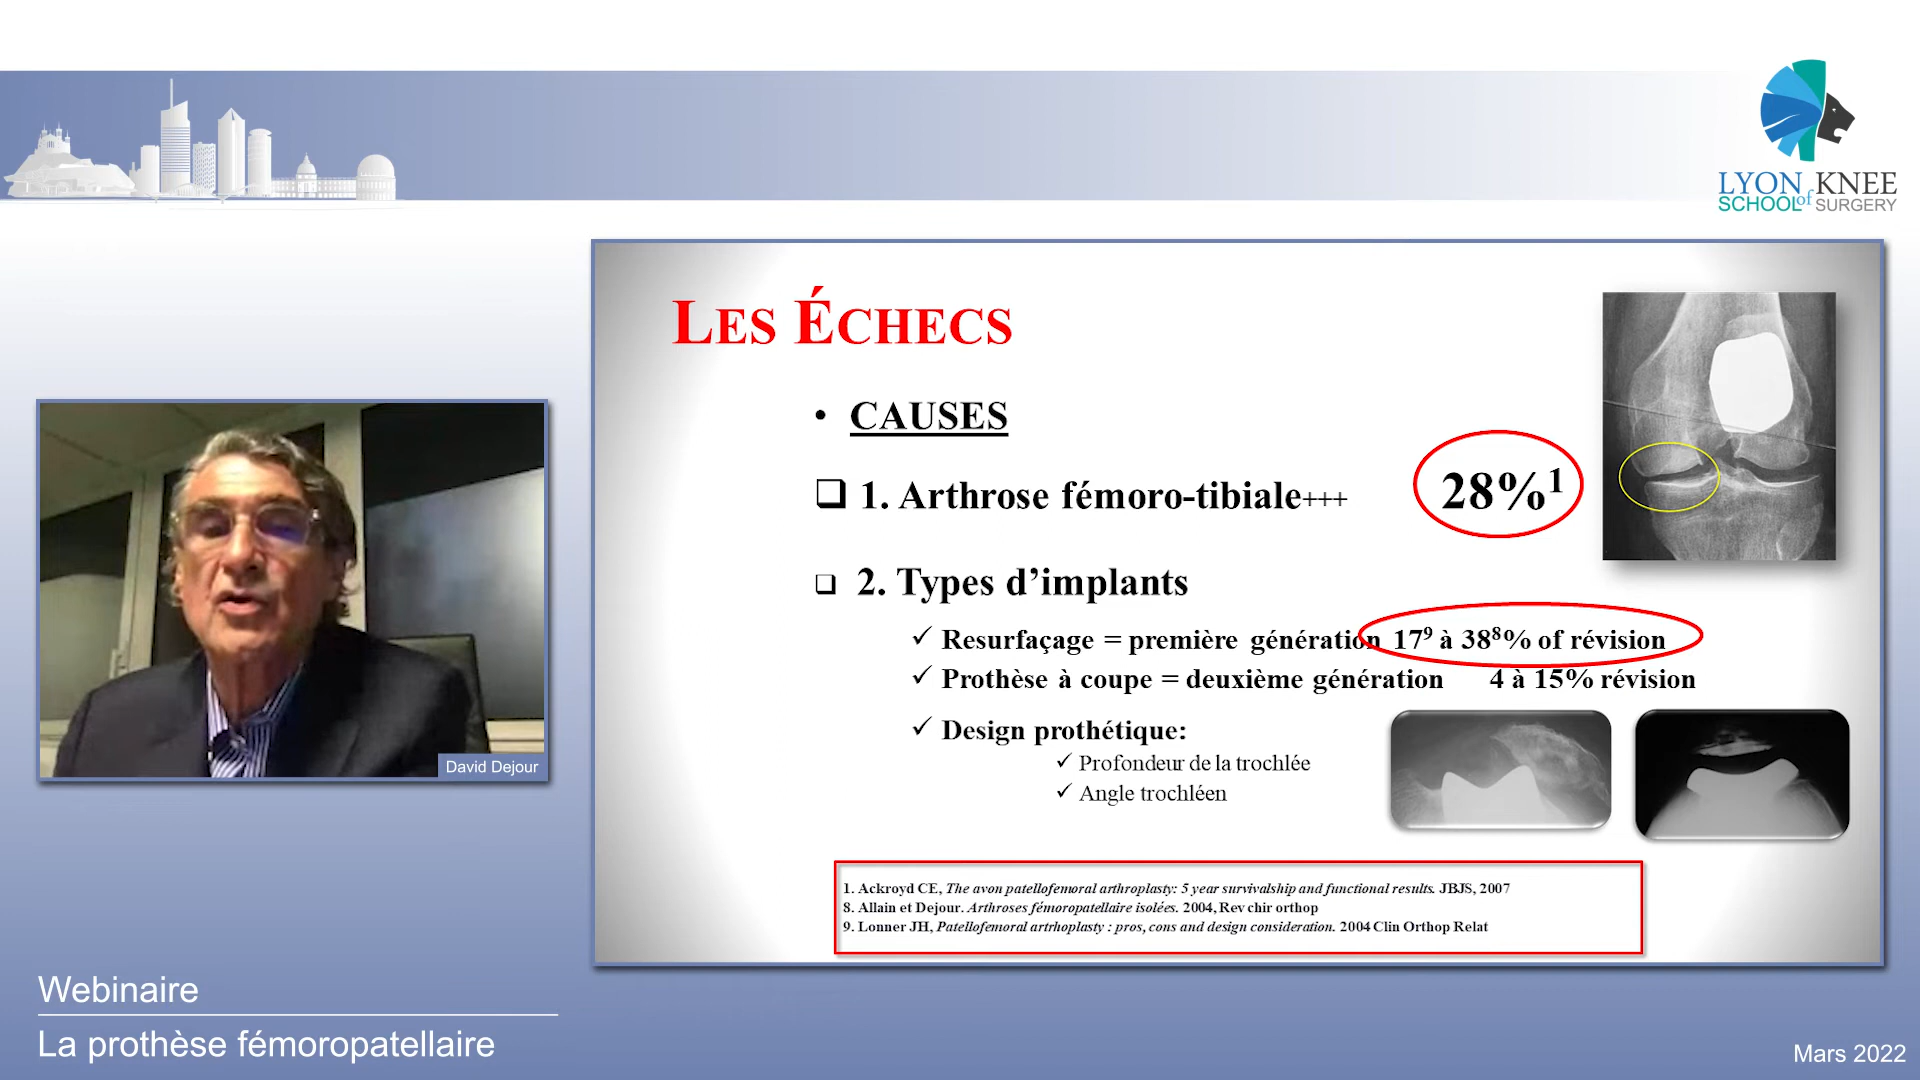 LYON KNEE
SCHOOL of SURGERY
LES ÉCHECS
• CAUSES
❑ 1. Arthrose fémoro-tibiale+++ 28%¹
❑ 2. Types d’implants
✓ Resurfaçage = première génération 17⁹ à 38⁸% of révision
✓ Prothèse à coupe = deuxième génération 4 à 15% révision
✓ Design prothétique:
✓ Profondeur de la trochlée
✓ Angle trochléen
1. Ackroyd CE, The avon patellofemoral arthroplasty: 5 year survivalship and functional results. JBJS, 2007
8. Allain et Dejour. Arthroses fémoropatellaire isolées. 2004, Rev chir orthop
9. Lonner JH, Patellofemoral artrhoplasty : pros, cons and design consideration. 2004 Clin Orthop Relat
David Dejour
Webinaire
La prothèse fémoropatellaire
Mars 2022